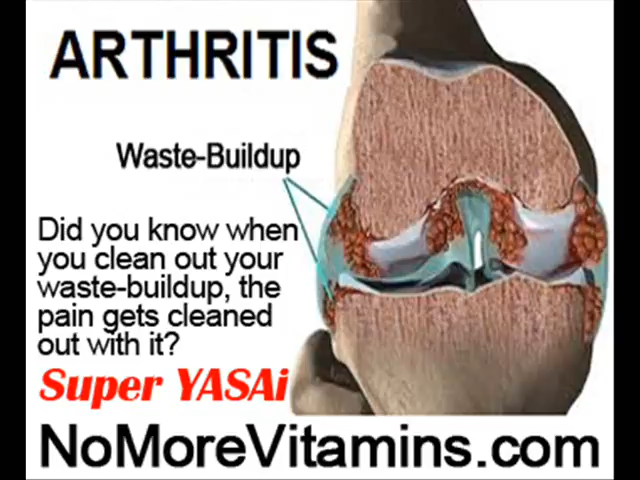 ARTHRITIS
Waste-Buildup
Did you know when
you clean out your
waste-buildup, the
pain gets cleaned
out with it?
Super YASAi
NoMoreVitamins.com